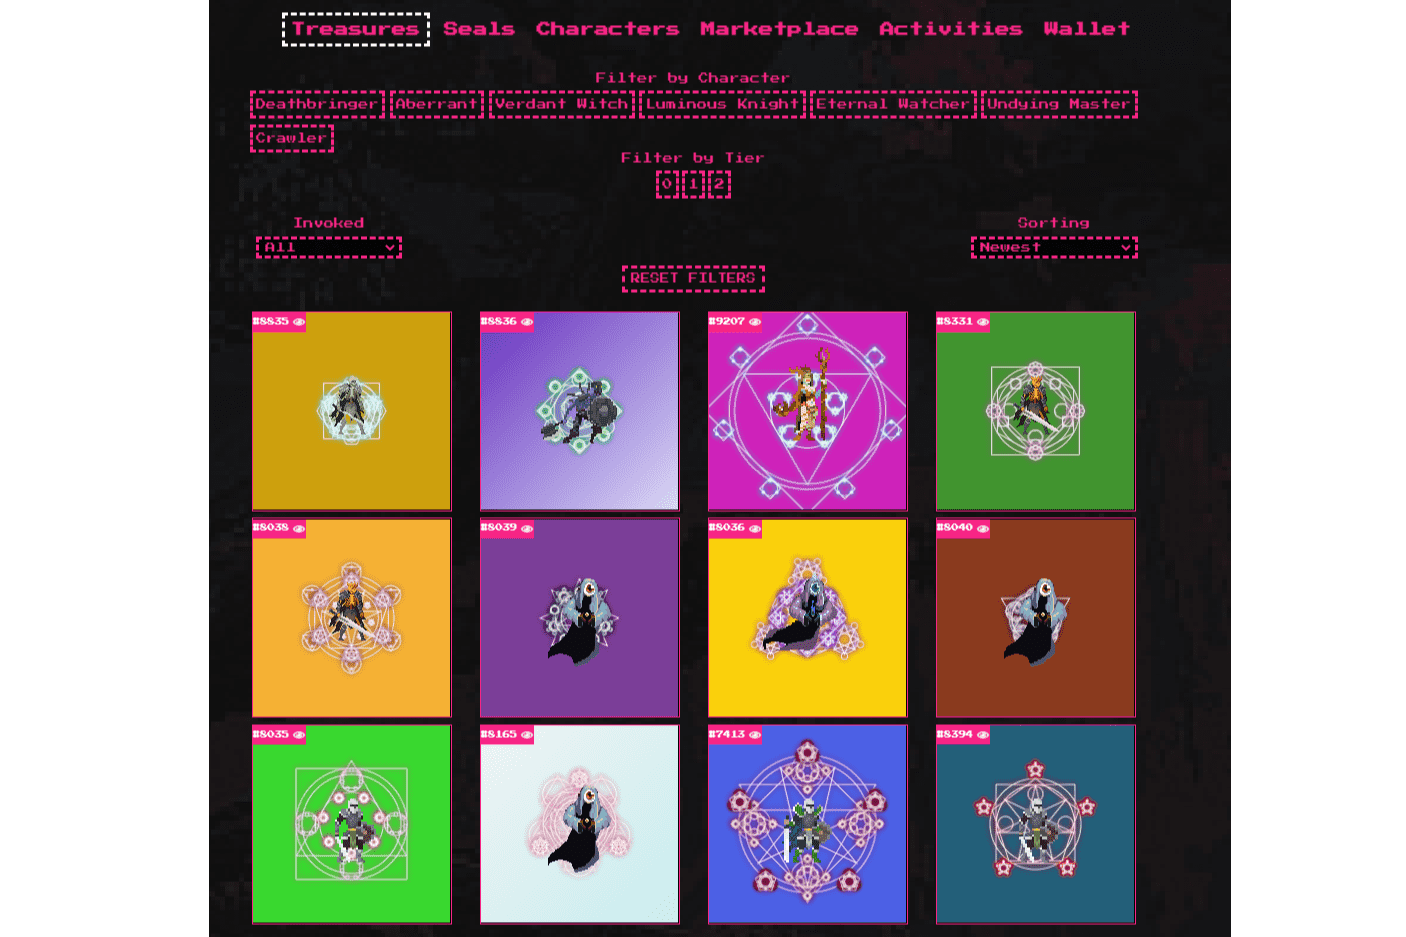 Treasures Seals Characters Marketplace Activities Wallet
Filter by Character
Deathbringer Aberrant Verdant Witch Luminous Knight Eternal Watcher Undying Master
Crawler
Filter by Tier
0 1 2
Invoked Sorting
All Newest
RESET FILTERS
#8835 #8836 #9207 #8331
#8038 #8039 #8036 #8040
#8035 #8165 #7413 #8394